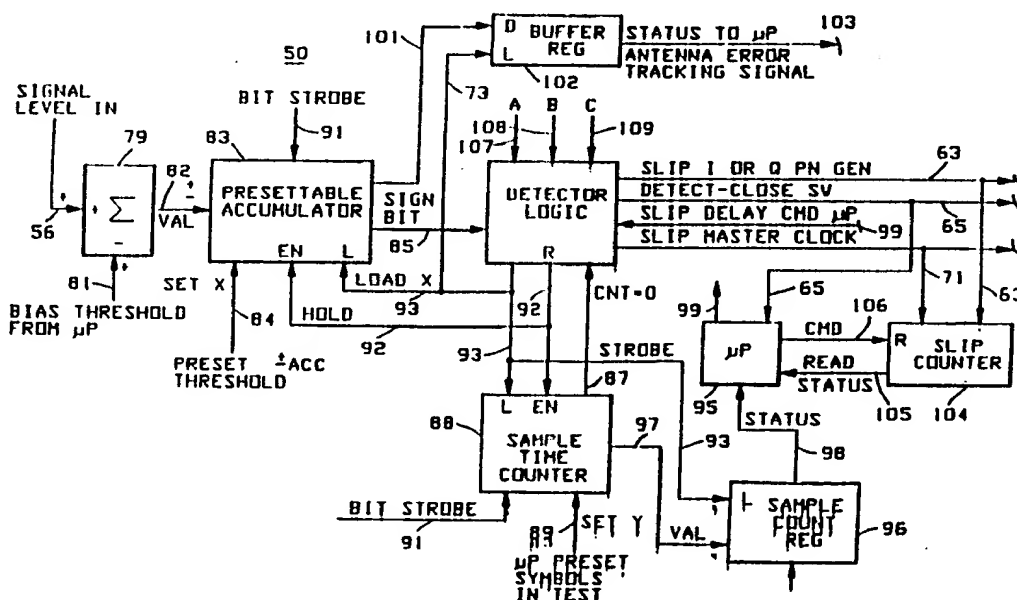 101
50
D
L
BUFFER
REG
102
STATUS TO µP
ANTENNA ERROR
TRACKING SIGNAL
103
SIGNAL
LEVEL IN
BIT STROBE
91
73
A
B
C
108
107
109
79
82
83
+
+
Σ
-
+
56
VAL
±
PRESETTABLE
ACCUMULATOR
EN
L
SIGN
BIT
85
DETECTOR
LOGIC
R
SLIP I OR Q PN GEN
63
DETECT-CLOSE SV
65
SLIP DELAY CMD µP
99
SLIP MASTER CLOCK
81
BIAS THRESHOLD
FROM µP
SET X
84
PRESET ±ACC
THRESHOLD
LOAD X
93
HOLD
92
92
CNT=0
93
87
71
63
65
99
µP
95
CMD
106
READ
STATUS
105
R
SLIP
COUNTER
104
STROBE
93
STATUS
98
88
L EN
SAMPLE
TIME
COUNTER
97
VAL
L
SAMPLE
COUNT
REG
96
BIT STROBE
91
89
SET Y
µP PRESET
SYMBOLS
IN TEST